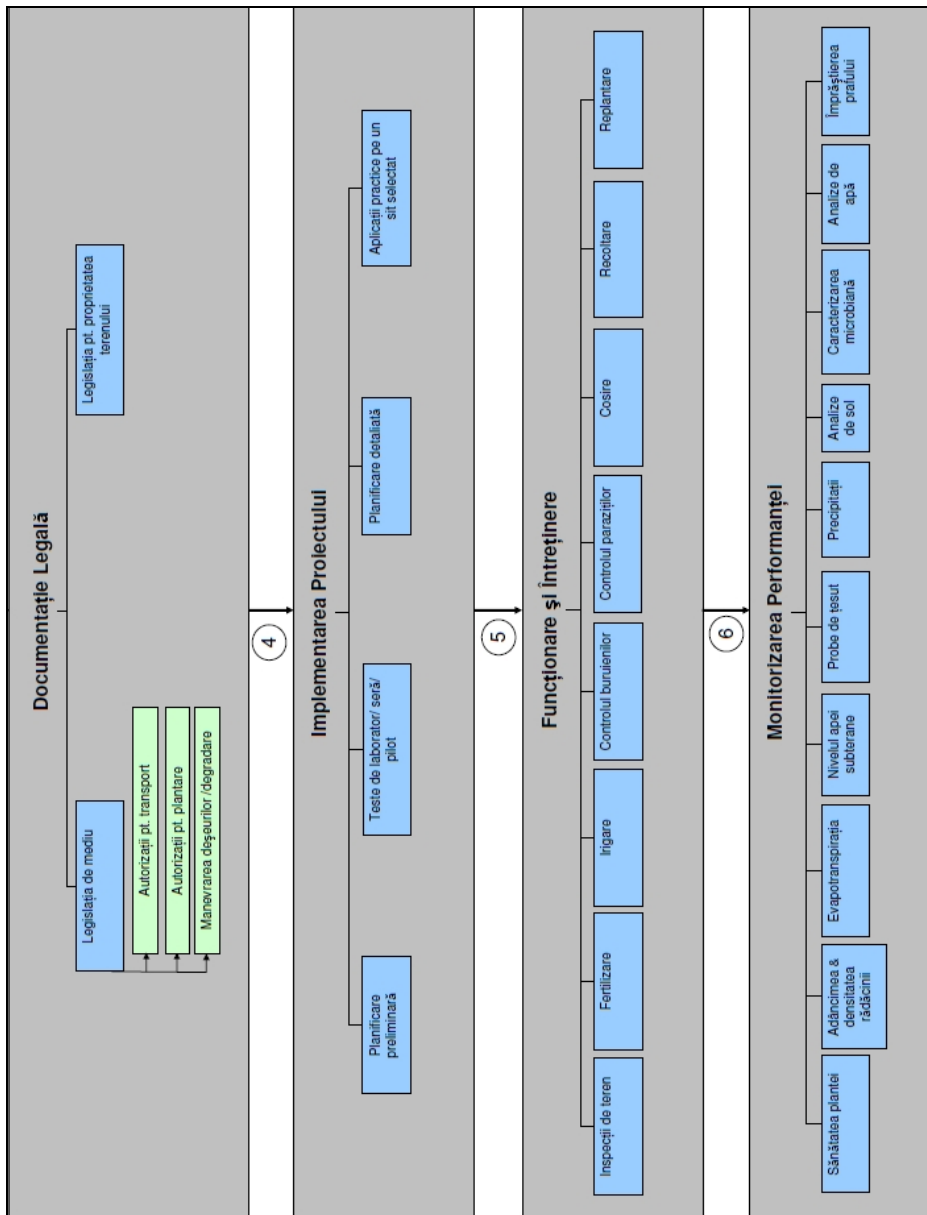 Documentație Legală
Legislația de mediu
Legislația pt. proprietatea
terenului
Autorizații pt. transport
Autorizații pt. plantare
Manevrarea deșeurilor /degradare
4
Implementarea Proiectului
Planificare
preliminară
Teste de laborator/ seră/
pilot
Planificare detaliată
Aplicații practice pe un
sit selectat
5
Funcționare și Întreținere
Inspecții de teren
Fertilizare
Irigare
Controlul buruienilor
Controlul paraziților
Cosire
Recoltare
Replantare
6
Monitorizarea Performanței
Sănătatea plantei
Adâncimea &
densitatea
rădăcinii
Evapotranspirația
Nivelul apei
subterane
Probe de țesut
Precipitații
Analize
de sol
Caracterizarea
microbiană
Analize de
apă
Împrăștierea
prafului